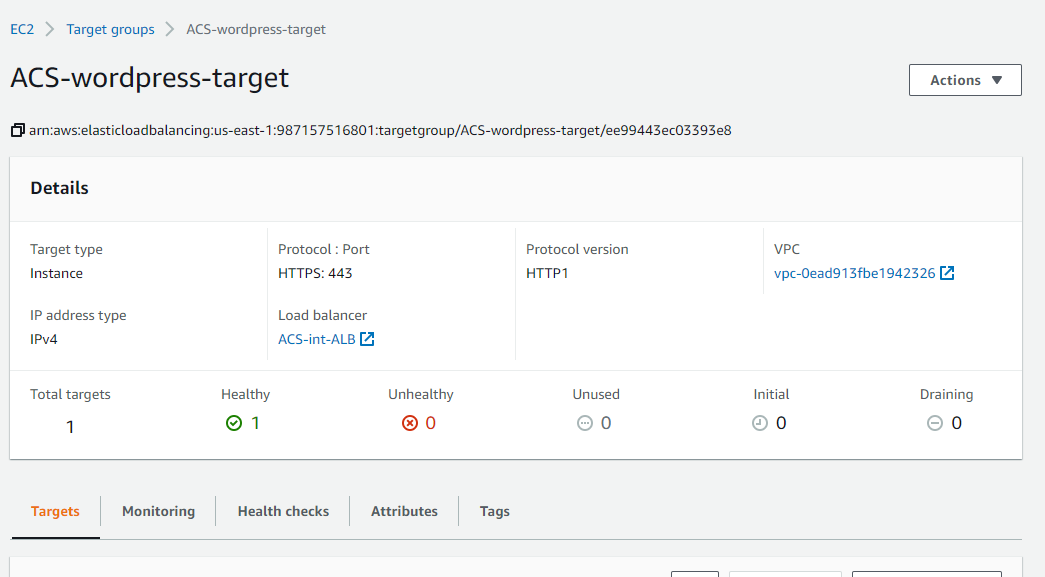 EC2 > Target groups > ACS-wordpress-target
ACS-wordpress-target
Actions
arn:aws:elasticloadbalancing:us-east-1:987157516801:targetgroup/ACS-wordpress-target/ee99443ec03393e8
Details
Target type
Instance
Protocol : Port
HTTPS: 443
Protocol version
HTTP1
VPC
vpc-0ead913fbe1942326
IP address type
IPv4
Load balancer
ACS-int-ALB
Total targets
1
Healthy
1
Unhealthy
0
Unused
0
Initial
0
Draining
0
Targets
Monitoring
Health checks
Attributes
Tags